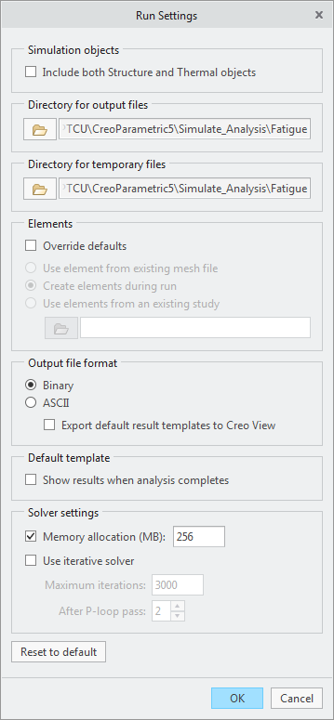 Run Settings
Simulation objects
Include both Structure and Thermal objects
Directory for output files
TCU\CreoParametric5\Simulate_Analysis\Fatigue
Directory for temporary files
TCU\CreoParametric5\Simulate_Analysis\Fatigue
Elements
Override defaults
Use element from existing mesh file
Create elements during run
Use elements from an existing study
Output file format
Binary
ASCII
Export default result templates to Creo View
Default template
Show results when analysis completes
Solver settings
Memory allocation (MB): 256
Use iterative solver
Maximum iterations: 3000
After P-loop pass: 2
Reset to default
OK Cancel